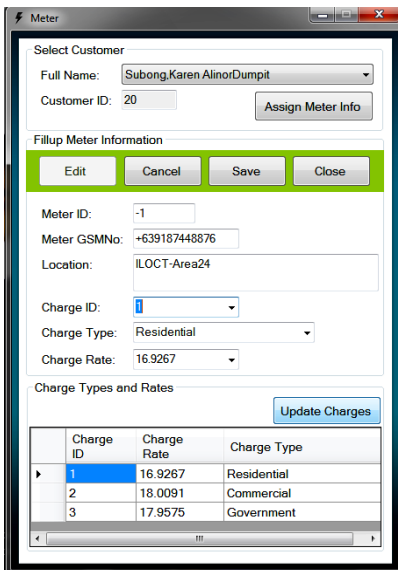 Meter
Select Customer
Full Name: Subong,Karen AlinorDumpit
Customer ID: 20
Assign Meter Info
Fillup Meter Information
Edit Cancel Save Close
Meter ID: -1
Meter GSMNo: +639187448876
Location: ILOCT-Area24
Charge ID: 1
Charge Type: Residential
Charge Rate: 16.9267
Charge Types and Rates
Update Charges
Charge ID Charge Rate Charge Type
1 16.9267 Residential
2 18.0091 Commercial
3 17.9575 Government